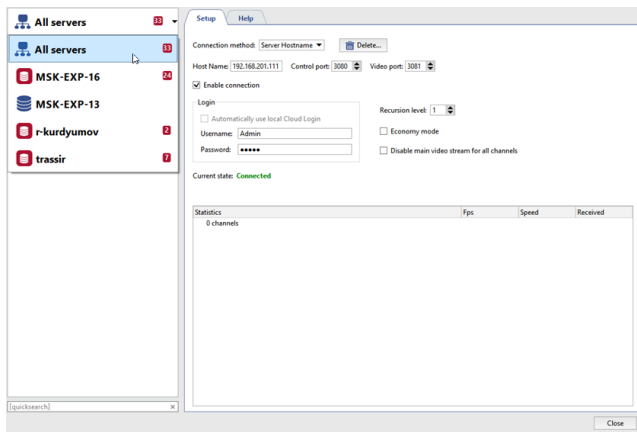 All servers 33
All servers 33
MSK-EXP-16 24
MSK-EXP-13
r-kurdyumov 2
trassir 7
[quicksearch]
Setup Help
Connection method: Server Hostname Delete...
Host Name: 192.168.201.111 Control port: 3080 Video port: 3081
Enable connection
Login
Automatically use local Cloud Login
Username: Admin
Password: •••••
Recursion level: 1
Economy mode
Disable main video stream for all channels
Current state: Connected
Statistics Fps Speed Received
0 channels
Close